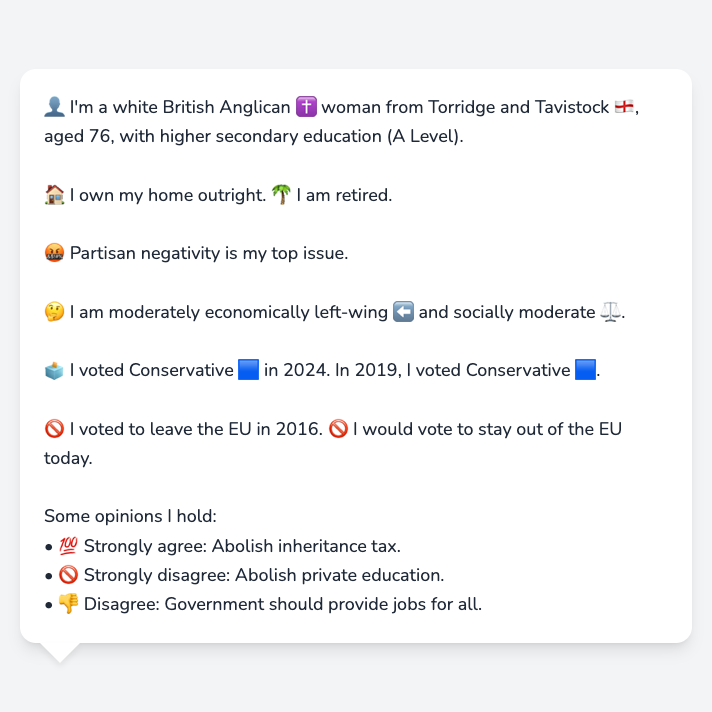 👤 I'm a white British Anglican ✝️ woman from Torridge and Tavistock 🏴󠁧󠁢󠁥󠁮󠁧󠁿,
aged 76, with higher secondary education (A Level).
🏠 I own my home outright. 🌴 I am retired.
🤬 Partisan negativity is my top issue.
🤔 I am moderately economically left-wing ⬅️ and socially moderate ⚖️.
🗳️ I voted Conservative 🟦 in 2024. In 2019, I voted Conservative 🟦.
🚫 I voted to leave the EU in 2016. 🚫 I would vote to stay out of the EU
today.
Some opinions I hold:
• 💯 Strongly agree: Abolish inheritance tax.
• 🚫 Strongly disagree: Abolish private education.
• 👎 Disagree: Government should provide jobs for all.